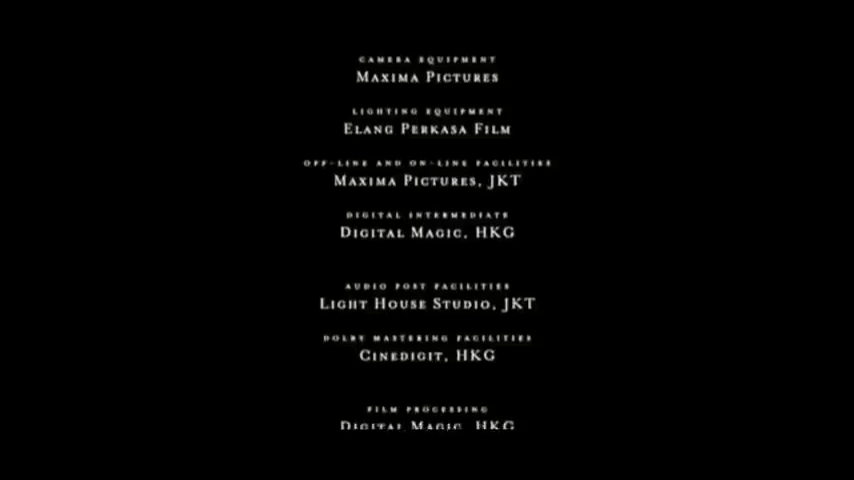 CAMERA EQUIPMENT
MAXIMA PICTURES
LIGHTING EQUIPMENT
ELANG PERKASA FILM
OFF-LINE AND ON-LINE FACILITIES
MAXIMA PICTURES, JKT
DIGITAL INTERMEDIATE
DIGITAL MAGIC, HKG
AUDIO POST FACILITIES
LIGHT HOUSE STUDIO, JKT
DOLBY MASTERING FACILITIES
CINEDIGIT, HKG
FILM PROCESSING
DIGITAL MAGIC, HKG